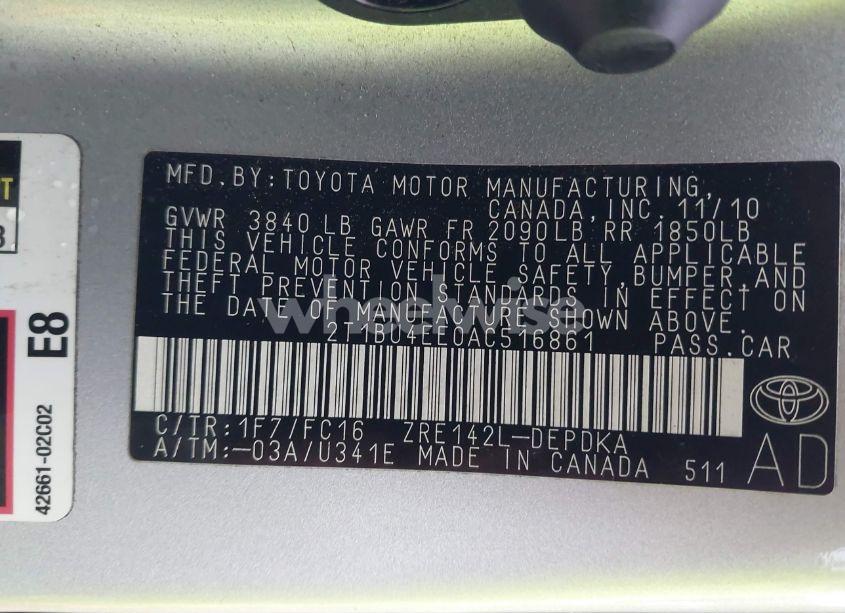 MFD. BY: TOYOTA MOTOR MANUFACTURING,
CANADA, INC. 11/10
GVWR 3840 LB GAWR FR 2090LB RR 1850LB
THIS VEHICLE CONFORMS TO ALL APPLICABLE
FEDERAL MOTOR VEHICLE SAFETY, BUMPER, AND
THEFT PREVENTION STANDARDS IN EFFECT ON
THE DATE OF MANUFACTURE SHOWN ABOVE.
wheelwise
2T1BU4EE0AC516861 PASS. CAR
C/TR: 1F7/FC16 ZRE142L-DEPDKA
A/TM: -03A/U341E MADE IN CANADA 511
AD
T
3
E8
42661-02C02